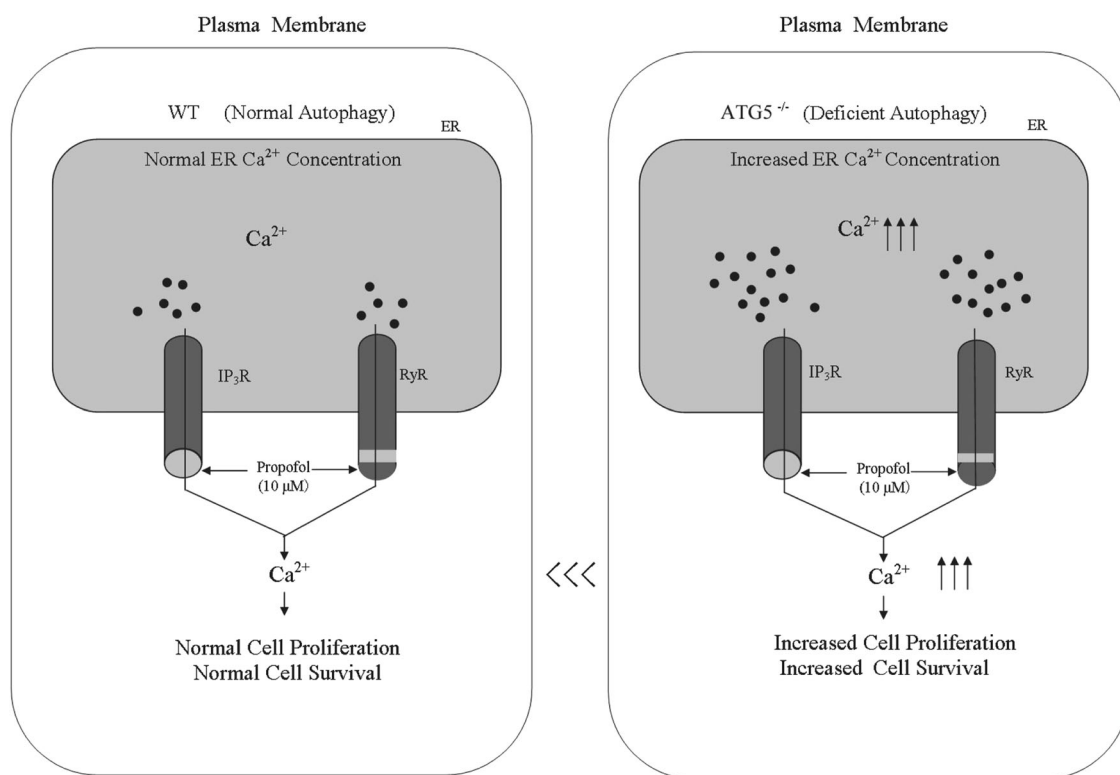 Plasma Membrane
WT (Normal Autophagy)
ER
Normal ER Ca²⁺ Concentration
Ca²⁺
IP₃R
RyR
Propofol
(10 µM)
Ca²⁺
Normal Cell Proliferation
Normal Cell Survival
<<<
Plasma Membrane
ATG5 -/- (Deficient Autophagy)
ER
Increased ER Ca²⁺ Concentration
Ca²⁺ ↑↑↑
IP₃R
RyR
Propofol
(10 µM)
Ca²⁺ ↑↑↑
Increased Cell Proliferation
Increased Cell Survival